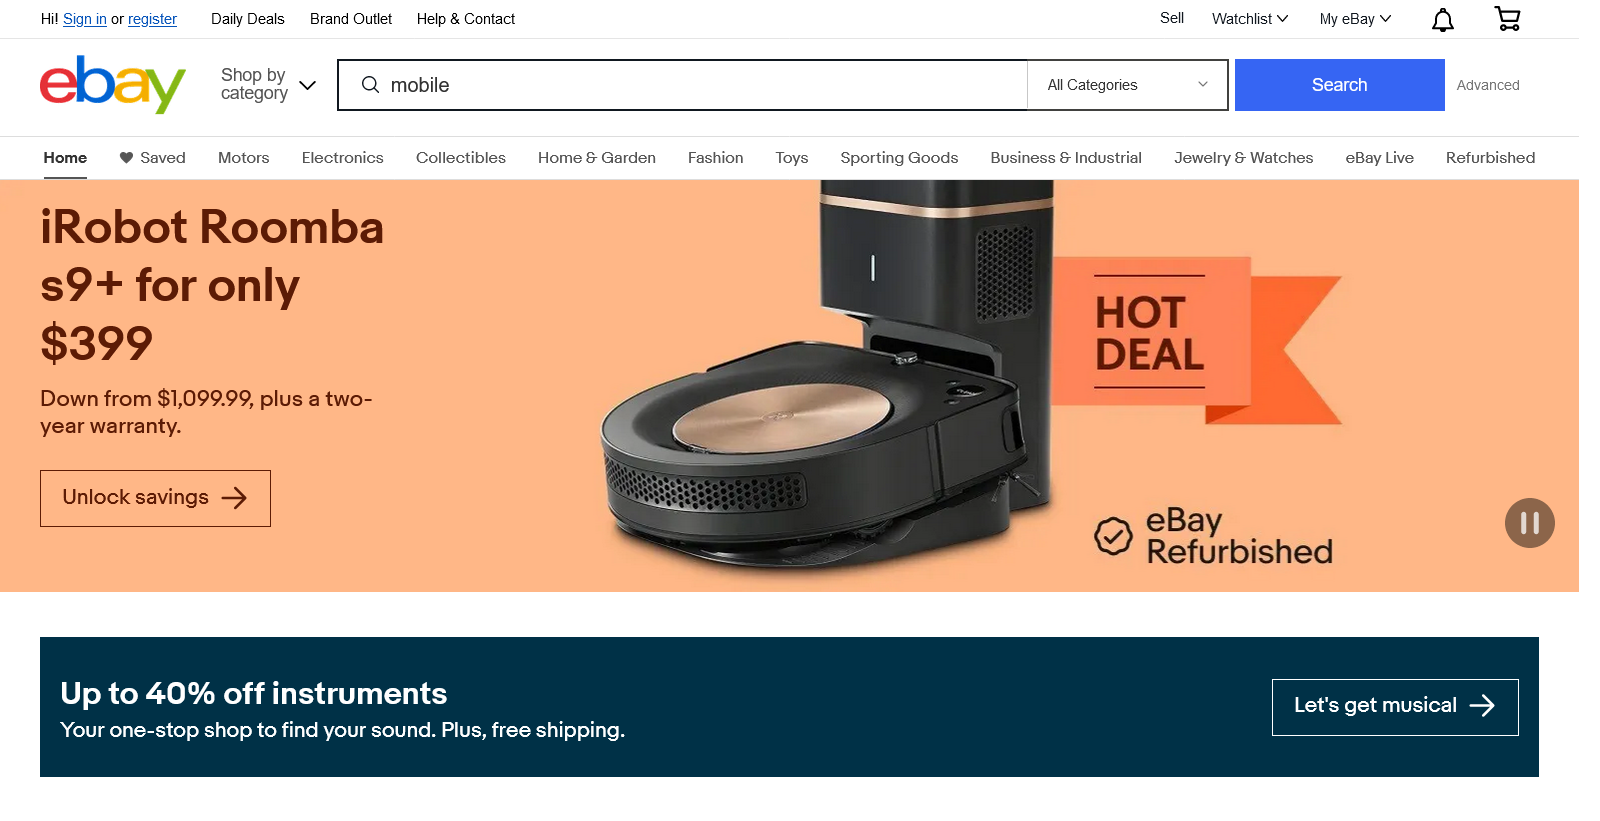 Hi! Sign in or register
Daily Deals
Brand Outlet
Help & Contact
Sell
Watchlist
My eBay
ebay
Shop by
category
mobile
All Categories
Search
Advanced
Home
Saved
Motors
Electronics
Collectibles
Home & Garden
Fashion
Toys
Sporting Goods
Business & Industrial
Jewelry & Watches
eBay Live
Refurbished
iRobot Roomba
s9+ for only
$399
Down from $1,099.99, plus a two-
year warranty.
Unlock savings
HOT
DEAL
eBay
Refurbished
Up to 40% off instruments
Your one-stop shop to find your sound. Plus, free shipping.
Let's get musical